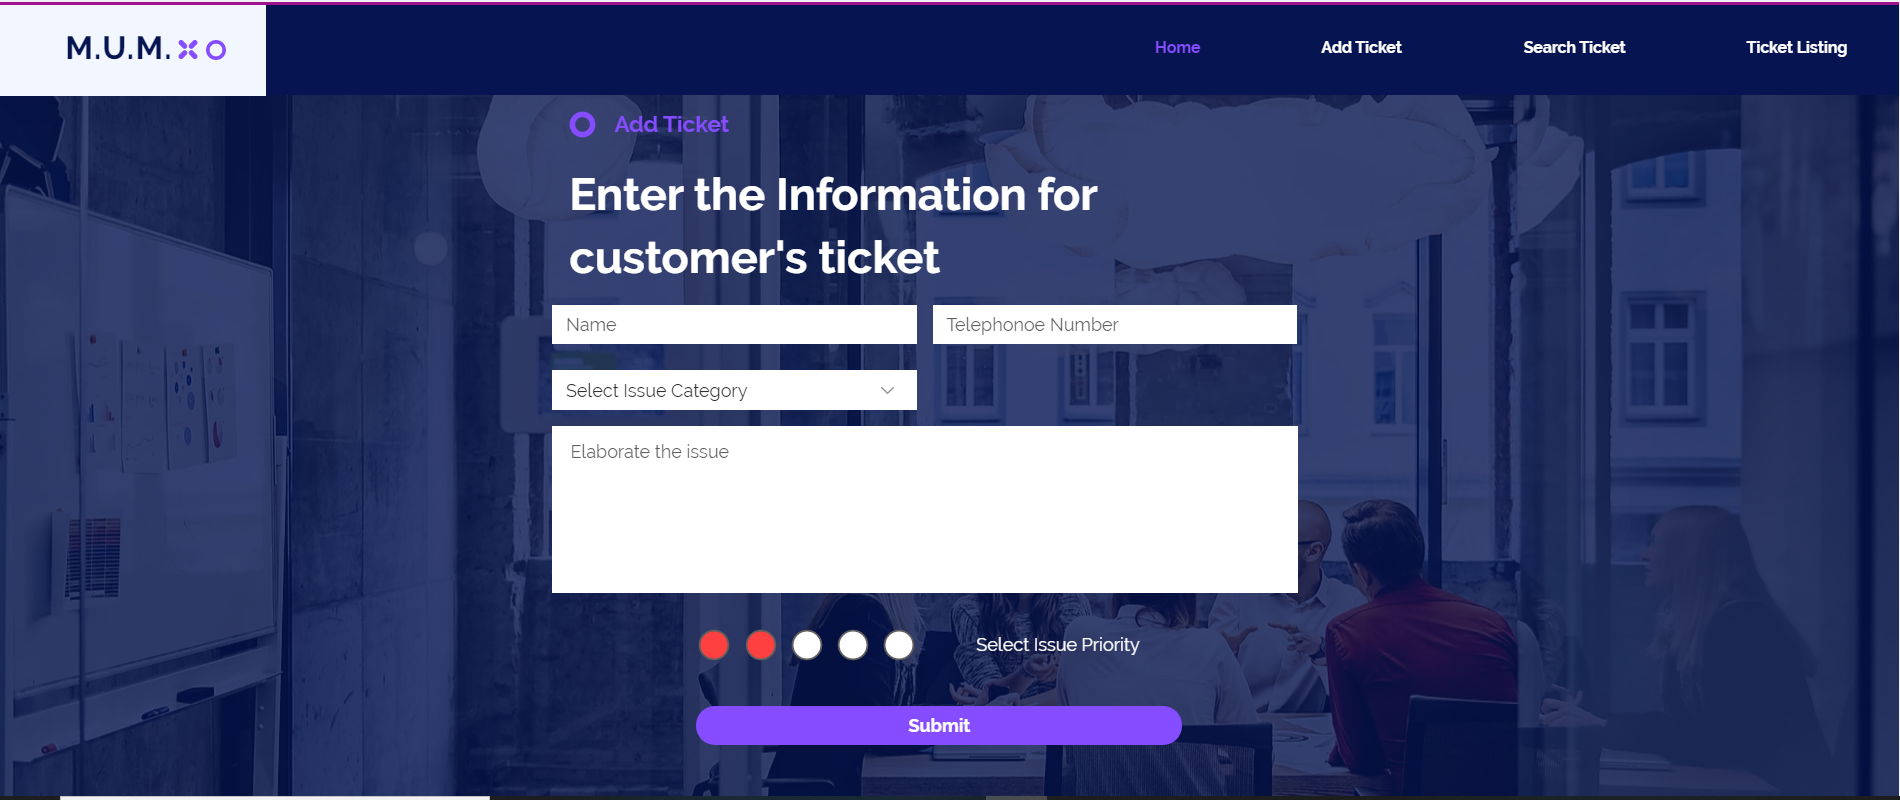 M.U.M.
Home
Add Ticket
Search Ticket
Ticket Listing
Add Ticket
Enter the Information for
customer's ticket
Name
Telephonoe Number
Select Issue Category
Elaborate the issue
Select Issue Priority
Submit